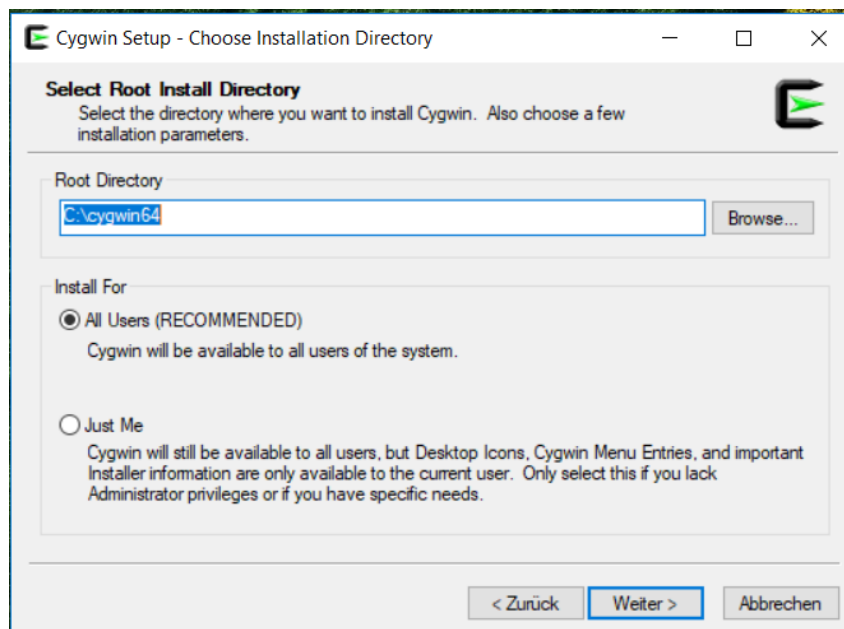 Cygwin Setup - Choose Installation Directory
Select Root Install Directory
Select the directory where you want to install Cygwin. Also choose a few
installation parameters.
Root Directory
C:\cygwin64
Browse...
Install For
All Users (RECOMMENDED)
Cygwin will be available to all users of the system.
Just Me
Cygwin will still be available to all users, but Desktop Icons, Cygwin Menu Entries, and important
Installer information are only available to the current user. Only select this if you lack
Administrator privileges or if you have specific needs.
< Zurück
Weiter >
Abbrechen